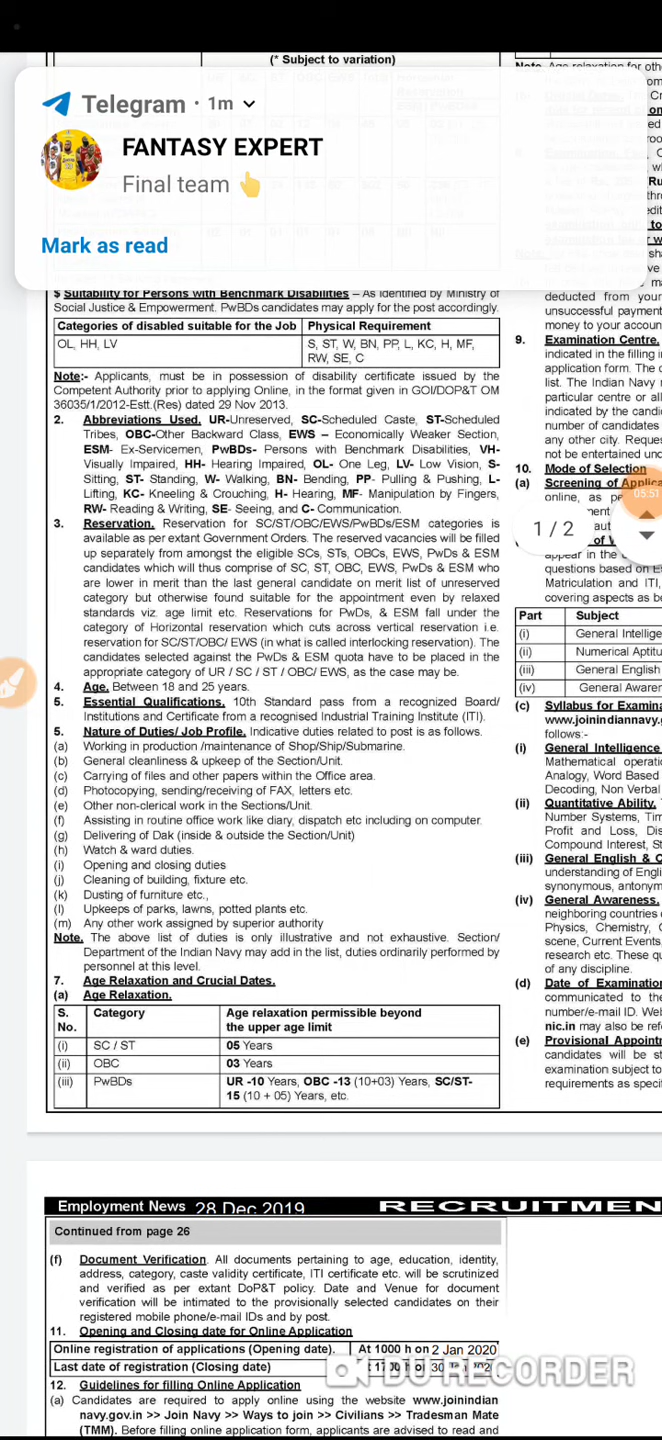 (* Subject to variation)
Telegram · 1m
FANTASY EXPERT
Final team 👆
Mark as read
$ Suitability for Persons with Benchmark Disabilities – As identified by Ministry of
Social Justice & Empowerment. PwBDs candidates may apply for the post accordingly.
Categories of disabled suitable for the Job | Physical Requirement
OL, HH, LV | S, ST, W, BN, PP, L, KC, H, MF,
RW, SE, C
Note:- Applicants, must be in possession of disability certificate issued by the
Competent Authority prior to applying Online, in the format given in GOI/DOP&T OM
36035/1/2012-Estt.(Res) dated 29 Nov 2013.
2. Abbreviations Used. UR-Unreserved, SC-Scheduled Caste, ST-Scheduled
Tribes, OBC-Other Backward Class, EWS – Economically Weaker Section,
ESM- Ex-Servicemen, PwBDs- Persons with Benchmark Disabilities, VH-
Visually Impaired, HH- Hearing Impaired, OL- One Leg, LV- Low Vision, S-
Sitting, ST- Standing, W- Walking, BN- Bending, PP- Pulling & Pushing, L-
Lifting, KC- Kneeling & Crouching, H- Hearing, MF- Manipulation by Fingers,
RW- Reading & Writing, SE- Seeing, and C- Communication.
3. Reservation. Reservation for SC/ST/OBC/EWS/PwBDs/ESM categories is
available as per extant Government Orders. The reserved vacancies will be filled
up separately from amongst the eligible SCs, STs, OBCs, EWS, PwDs & ESM
candidates which will thus comprise of SC, ST, OBC, EWS, PwDs & ESM who
are lower in merit than the last general candidate on merit list of unreserved
category but otherwise found suitable for the appointment even by relaxed
standards viz. age limit etc. Reservations for PwDs, & ESM fall under the
category of Horizontal reservation which cuts across vertical reservation i.e.
reservation for SC/ST/OBC/ EWS (in what is called interlocking reservation). The
candidates selected against the PwDs & ESM quota have to be placed in the
appropriate category of UR / SC / ST / OBC/ EWS, as the case may be.
4. Age. Between 18 and 25 years.
5. Essential Qualifications. 10th Standard pass from a recognised Board/
Institutions and Certificate from a recognised Industrial Training Institute (ITI).
5. Nature of Duties/ Job Profile. Indicative duties related to post is as follows.
(a) Working in production /maintenance of Shop/Ship/Submarine.
(b) General cleanliness & upkeep of the Section/Unit.
(c) Carrying of files and other papers within the Office area.
(d) Photocopying, sending/receiving of FAX, letters etc.
(e) Other non-clerical work in the Sections/Unit.
(f) Assisting in routine office work like diary, dispatch etc including on computer.
(g) Delivering of Dak (inside & outside the Section/Unit)
(h) Watch & ward duties.
(i) Opening and closing duties
(j) Cleaning of building, fixture etc.
(k) Dusting of furniture etc.,
(l) Upkeeps of parks, lawns, potted plants etc.
(m) Any other work assigned by superior authority
Note. The above list of duties is only illustrative and not exhaustive. Section/
Department of the Indian Navy may add in the list, duties ordinarily performed by
personnel at this level.
7. Age Relaxation and Crucial Dates.
(a) Age Relaxation.
S. No. | Category | Age relaxation permissible beyond
the upper age limit
(i) SC / ST 05 Years
(ii) OBC 03 Years
(iii) PwBDs UR -10 Years, OBC -13 (10+03) Years, SC/ST-
15 (10 + 05) Years, etc.
deducted from your
unsuccessful payment
money to your accoun
9. Examination Centre.
indicated in the filling i
application form. The c
list. The Indian Navy r
particular centre or all
indicated by the candi
number of candidates
any other city. Reques
not be entertained und
10. Mode of Selection
(a) Screening of Applica
online, as pe
05:51
1 / 2
appear in the
questions based on E
Matriculation and ITI,
covering aspects as be
Part Subject
(i) General Intellige
(ii) Numerical Aptitu
(iii) General English
(iv) General Awaren
(c) Syllabus for Examina
www.joinindiannavy.g
follows:-
(i) General Intelligence
Mathematical operati
Analogy, Word Based
Decoding, Non Verbal
(ii) Quantitative Ability.
Number Systems, Tim
Profit and Loss, Dis
Compound Interest, St
(iii) General English & C
understanding of Engli
synonymous, antonym
(iv) General Awareness.
neighboring countries
Physics, Chemistry, C
scene, Current Events,
research etc. These qu
of any discipline.
(d) Date of Examination
communicated to the
number/e-mail ID. Web
nic.in may also be refe
(e) Provisional Appointm
candidates will be st
examination subject to
requirements as specif
Employment News 28 Dec 2019 RECRUITMEN
Continued from page 26
(f) Document Verification. All documents pertaining to age, education, identity,
address, category, caste validity certificate, ITI certificate etc. will be scrutinized
and verified as per extant DoP&T policy. Date and Venue for document
verification will be intimated to the provisionally selected candidates on their
registered mobile phone/e-mail IDs and by post.
11. Opening and Closing date for Online Application
Online registration of applications (Opening date). At 1000 h on 2 Jan 2020
Last date of registration (Closing date) At 1700 h on 30 Jan 2020
DU RECORDER
12. Guidelines for filling Online Application
(a) Candidates are required to apply online using the website www.joinindian
navy.gov.in >> Join Navy >> Ways to join >> Civilians >> Tradesman Mate
(TMM). Before filling online application form, applicants are advised to read and